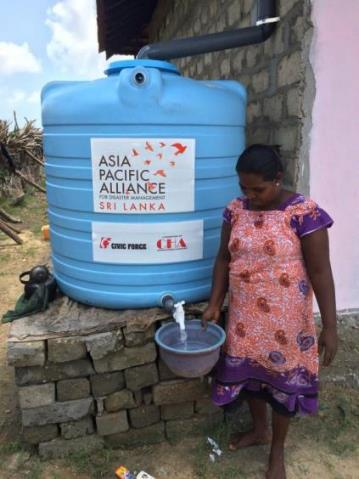 ASIA
PACIFIC
ALLIANCE
FOR DISASTER MANAGEMENT
SRI LANKA
CIVIC FORCE
CHA